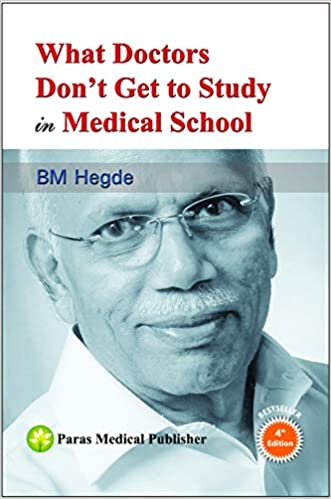 What Doctors
Don't Get to Study
in Medical School
BM Hegde
BESTSELLER
4th
Edition
Paras Medical Publisher